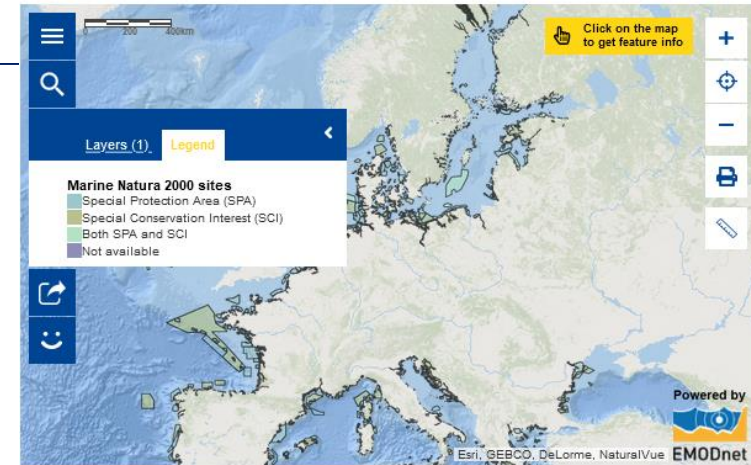 0 200 400km
Click on the map
to get feature info
Layers (1)
Legend
Marine Natura 2000 sites
Special Protection Area (SPA)
Special Conservation Interest (SCI)
Both SPA and SCI
Not available
Powered by
Esri, GEBCO, DeLorme, NaturalVue
EMODnet